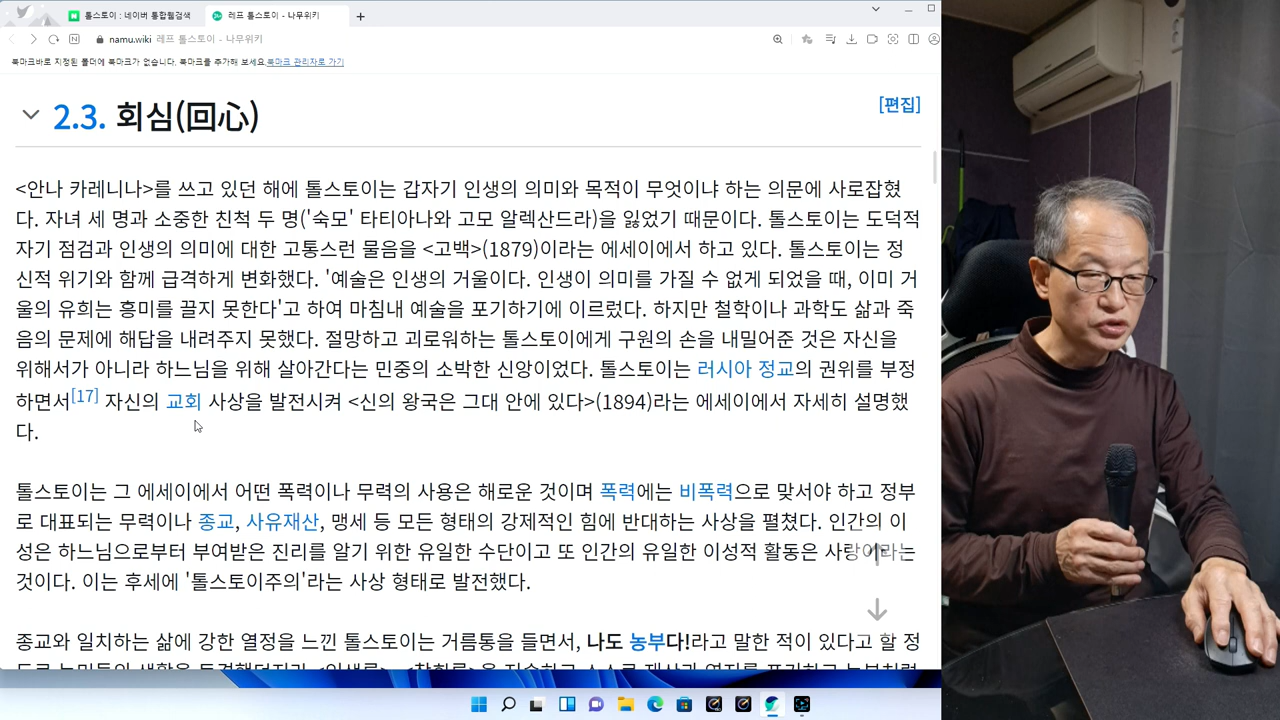 톨스토이 : 네이버 통합웹검색
레프 톨스토이 - 나무위키
namu.wiki 레프 톨스토이 - 나무위키
북마크바로 지정된 폴더에 북마크가 없습니다. 북마크를 추가해 보세요. 북마크 관리자로 가기
2.3. 회심(回心)
[편집]
<안나 카레니나>를 쓰고 있던 해에 톨스토이는 갑자기 인생의 의미와 목적이 무엇이냐 하는 의문에 사로잡혔
다. 자녀 세 명과 소중한 친척 두 명('숙모' 타티아나와 고모 알렉산드라)을 잃었기 때문이다. 톨스토이는 도덕적
자기 점검과 인생의 의미에 대한 고통스런 물음을 <고백>(1879)이라는 에세이에서 하고 있다. 톨스토이는 정
신적 위기와 함께 급격하게 변화했다. '예술은 인생의 거울이다. 인생이 의미를 가질 수 없게 되었을 때, 이미 거
울의 유희는 흥미를 끌지 못한다'고 하여 마침내 예술을 포기하기에 이르렀다. 하지만 철학이나 과학도 삶과 죽
음의 문제에 해답을 내려주지 못했다. 절망하고 괴로워하는 톨스토이에게 구원의 손을 내밀어준 것은 자신을
위해서가 아니라 하느님을 위해 살아간다는 민중의 소박한 신앙이었다. 톨스토이는 러시아 정교의 권위를 부정
하면서[17] 자신의 교회 사상을 발전시켜 <신의 왕국은 그대 안에 있다>(1894)라는 에세이에서 자세히 설명했
다.
톨스토이는 그 에세이에서 어떤 폭력이나 무력의 사용은 해로운 것이며 폭력에는 비폭력으로 맞서야 하고 정부
로 대표되는 무력이나 종교, 사유재산, 맹세 등 모든 형태의 강제적인 힘에 반대하는 사상을 펼쳤다. 인간의 이
성은 하느님으로부터 부여받은 진리를 알기 위한 유일한 수단이고 또 인간의 유일한 이성적 활동은 사랑이라는
것이다. 이는 후세에 '톨스토이주의'라는 사상 형태로 발전했다.
종교와 일치하는 삶에 강한 열정을 느낀 톨스토이는 거름통을 들면서, 나도 농부다!라고 말한 적이 있다고 할 정